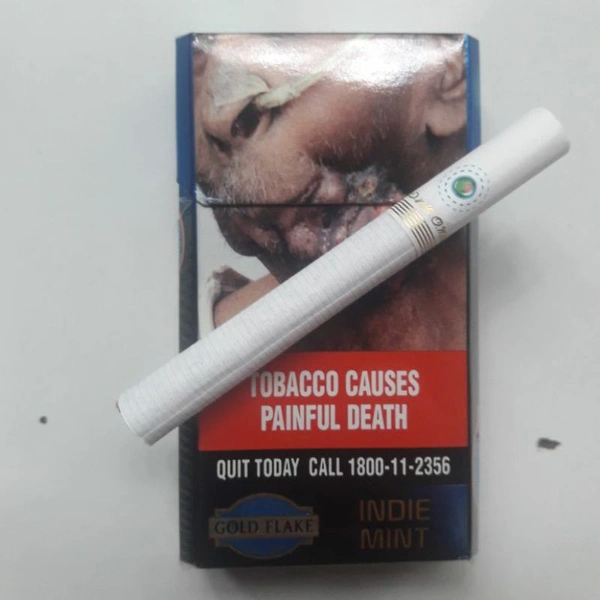 TOBACCO CAUSES
PAINFUL DEATH
QUIT TODAY CALL 1800-11-2356
GOLD FLAKE
INDIE
MINT